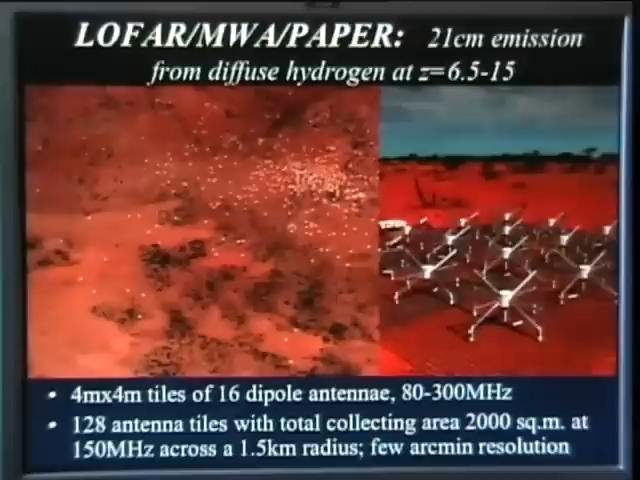 LOFAR/MWA/PAPER: 21cm emission
from diffuse hydrogen at z=6.5-15
• 4mx4m tiles of 16 dipole antennae, 80-300MHz
• 128 antenna tiles with total collecting area 2000 sq.m. at
150MHz across a 1.5km radius; few arcmin resolution